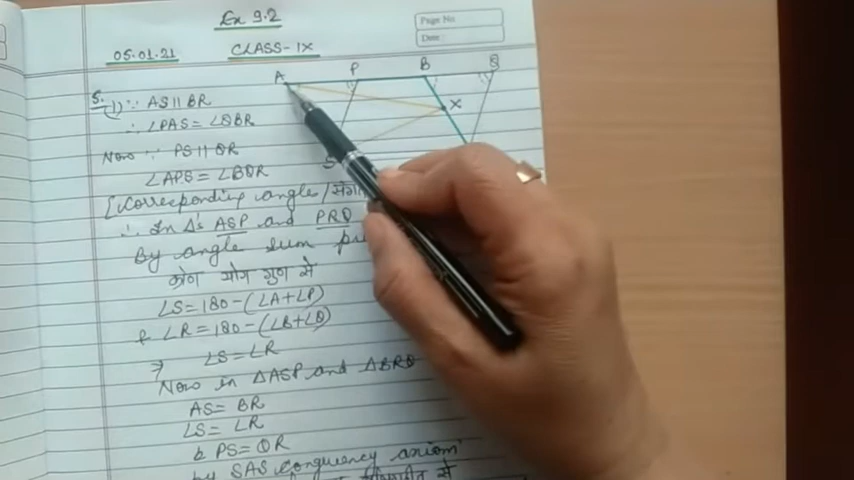 Ex 9.2
Page No:
Date:
05.01.21 CLASS-IX
A P B Q
X
S
5. (i) ∵ AS||BR
∴ ∠PAS = ∠QBR
Now ∵ PS||QR
∠APS = ∠BQR
[Corresponding angle/संगत
∴ In Δ's ASP and PRQ
By angle sum
कोण योग गुण से
∠S = 180-(∠A+∠P)
& ∠R = 180-(∠B+∠Q)
⇒ ∠S = ∠R
Now in ΔASP and ΔBRQ
AS = BR
∠S = ∠R
& PS = QR
by SAS congruency axiom
से